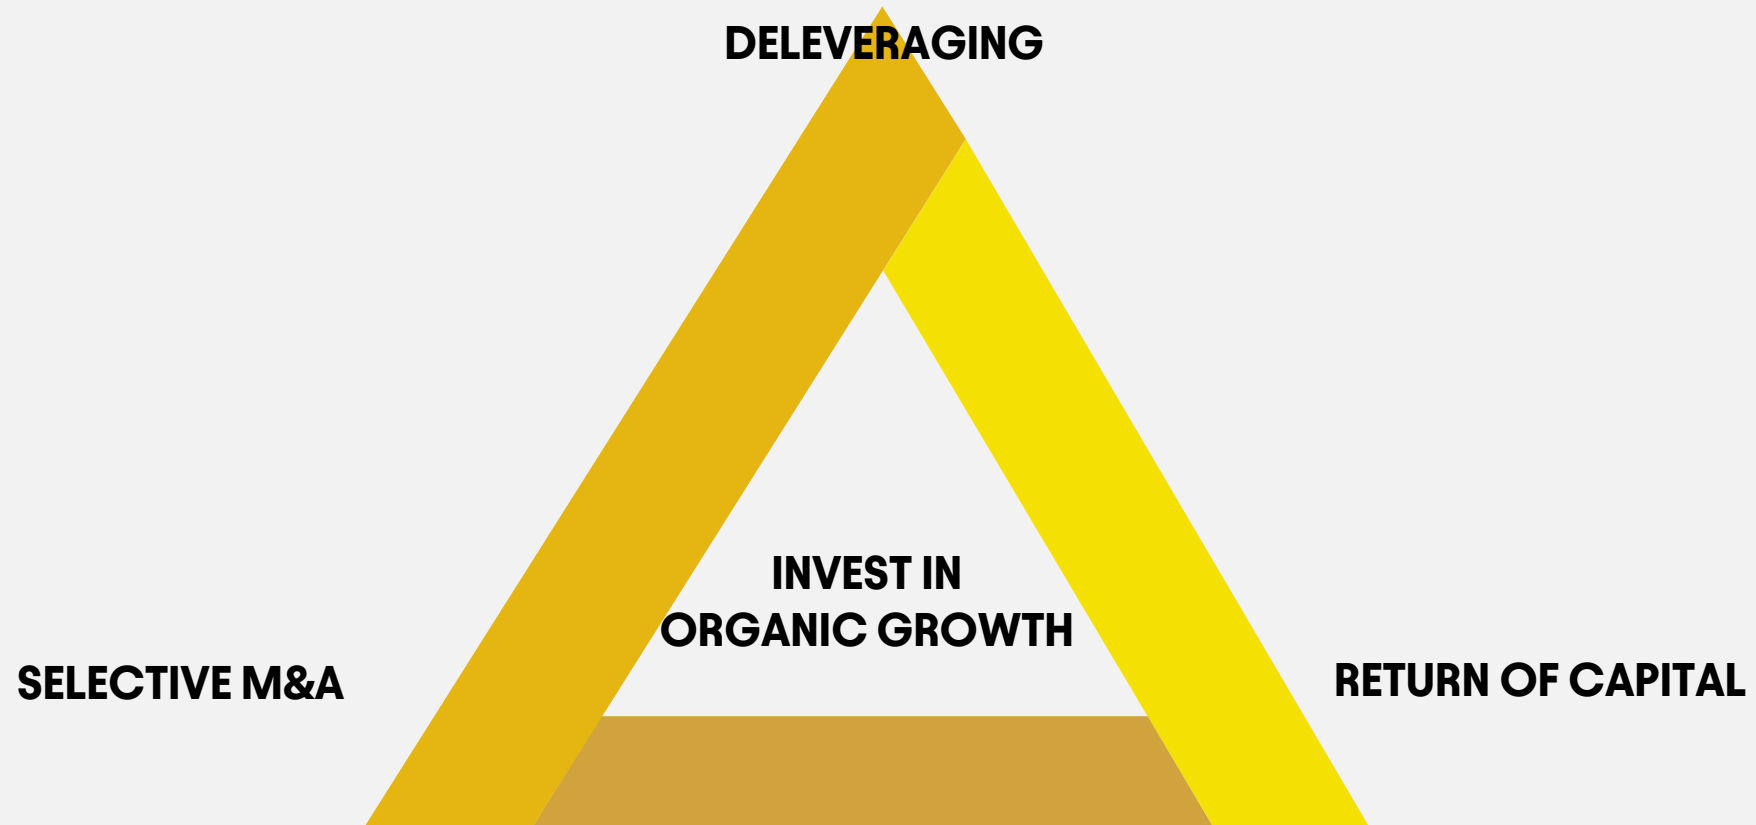 DELEVERAGING
INVEST IN
ORGANIC GROWTH
SELECTIVE M&A
RETURN OF CAPITAL